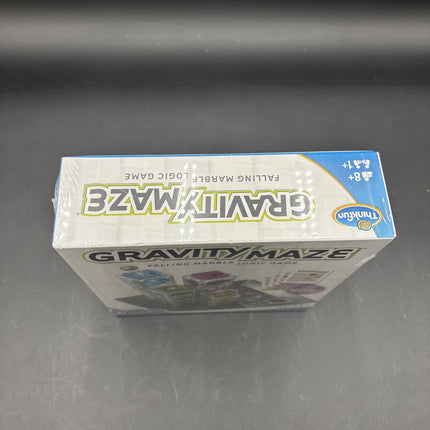 FALLING MARBLE LOGIC GAME
GRAVITY MAZE
8+
1+
ThinkFun
GRAVITY MAZE
FALLING MARBLE LOGIC GAME